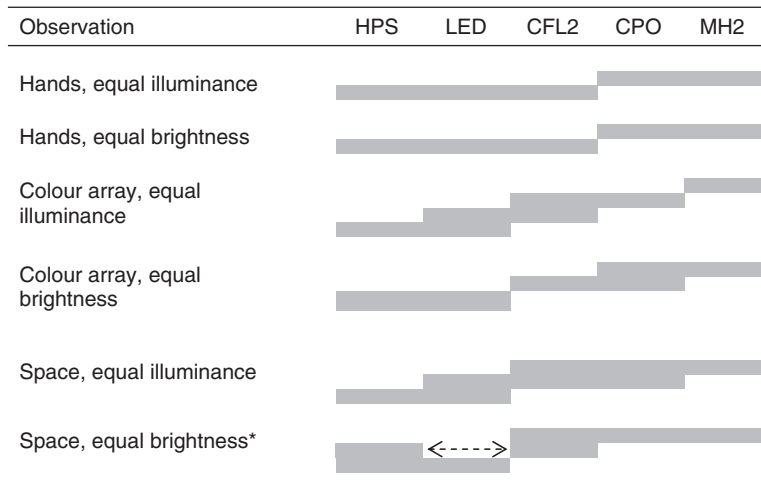 Observation HPS LED CFL2 CPO MH2
Hands, equal illuminance
Hands, equal brightness
Colour array, equal
illuminance
Colour array, equal
brightness
Space, equal illuminance
Space, equal brightness*